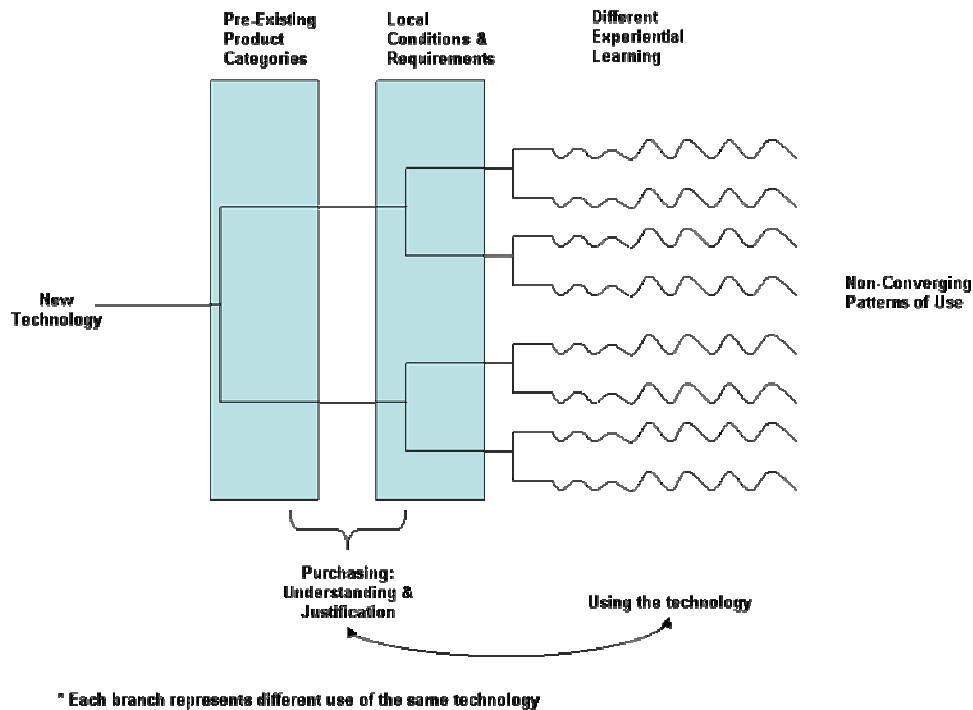 Pre-Existing
Product
Categories
Local
Conditions &
Requirements
Different
Experiential
Learning
New
Technology
Non-Converging
Patterns of Use
Purchasing:
Understanding &
Justification
Using the technology
* Each branch represents different use of the same technology